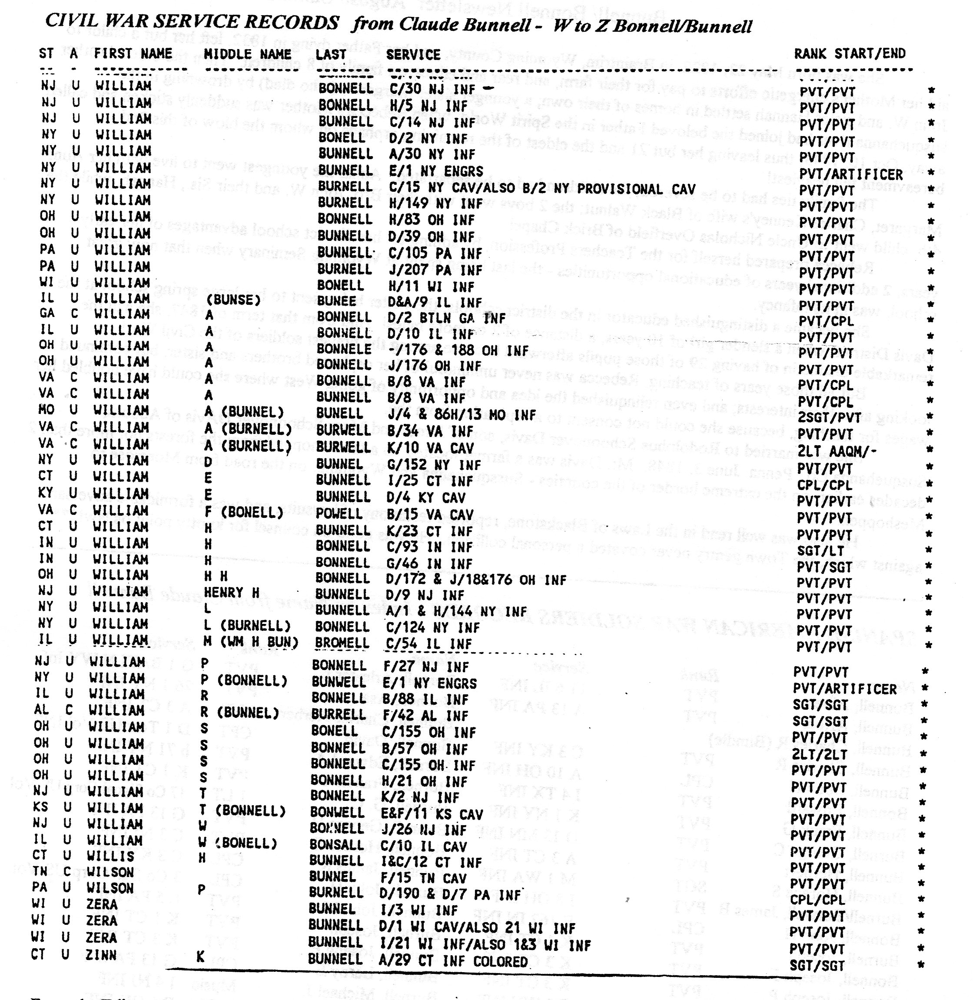 CIVIL WAR SERVICE RECORDS from Claude Bunnell - W to Z Bonnell/Bunnell
ST A FIRST NAME MIDDLE NAME LAST SERVICE RANK START/END
NJ U WILLIAM BONNELL C/30 NJ INF PVT/PVT *
NJ U WILLIAM BONNELL H/5 NJ INF PVT/PVT *
NJ U WILLIAM BUNNELL C/14 NJ INF PVT/PVT *
NY U WILLIAM BONELL D/2 NY INF PVT/PVT *
NY U WILLIAM BUNNELL A/30 NY INF PVT/PVT *
NY U WILLIAM BUNNELL E/1 NY ENGRS PVT/ARTIFICER *
NY U WILLIAM BURNELL C/15 NY CAV/ALSO B/2 NY PROVISIONAL CAV PVT/PVT *
NY U WILLIAM BURNELL H/149 NY INF PVT/PVT *
OH U WILLIAM BONNELL H/83 OH INF PVT/PVT *
OH U WILLIAM BUNNELL D/39 OH INF PVT/PVT *
PA U WILLIAM BUNNELL C/105 PA INF PVT/PVT *
PA U WILLIAM BURNELL J/207 PA INF PVT/PVT *
WI U WILLIAM BONELL H/11 WI INF PVT/PVT *
IL U WILLIAM (BUNSE) BUNEE D&A/9 IL INF PVT/PVT *
GA C WILLIAM A BONNELL D/2 BTLN GA INF PVT/CPL *
IL U WILLIAM A BONNELL D/10 IL INF PVT/PVT *
OH U WILLIAM A BONNELE -/176 & 188 OH INF PVT/PVT *
OH U WILLIAM A BONNELL J/176 OH INF PVT/PVT *
VA C WILLIAM A BONNELL B/8 VA INF PVT/CPL *
VA C WILLIAM A BUNNELL B/8 VA INF PVT/CPL *
MO U WILLIAM A (BUNNEL) BUNELL J/4 & 86H/13 MO INF 2SGT/PVT *
VA C WILLIAM A (BURNELL) BURWELL B/34 VA INF PVT/PVT *
VA C WILLIAM A (BURNELL) BURWELL K/10 VA CAV 2LT AAQM/- *
NY U WILLIAM D BUNNEL G/152 NY INF PVT/PVT *
CT U WILLIAM E BUNNELL I/25 CT INF CPL/CPL *
KY U WILLIAM E BUNNELL D/4 KY CAV PVT/PVT *
VA C WILLIAM F (BONELL) POWELL B/15 VA CAV PVT/PVT *
CT U WILLIAM H BUNNELL K/23 CT INF PVT/PVT *
IN U WILLIAM H BONNELL C/93 IN INF SGT/LT *
IN U WILLIAM H BONNELL G/46 IN INF PVT/SGT *
OH U WILLIAM H H BONNELL D/172 & J/18&176 OH INF PVT/PVT *
NJ U WILLIAM HENRY H BUNNELL D/9 NJ INF PVT/PVT *
NY U WILLIAM L BUNNELL A/1 & H/144 NY INF PVT/PVT *
NY U WILLIAM L (BURNELL) BONNELL C/124 NY INF PVT/PVT *
IL U WILLIAM M (WM H BUN) BROMELL C/54 IL INF PVT/PVT *
NJ U WILLIAM P BONNELL F/27 NJ INF PVT/PVT *
NY U WILLIAM P (BONNELL) BUNWELL E/1 NY ENGRS PVT/ARTIFICER *
IL U WILLIAM R BONNELL B/88 IL INF SGT/SGT *
AL C WILLIAM R (BUNNEL) BURRELL F/42 AL INF SGT/SGT *
OH U WILLIAM S BONELL C/155 OH INF PVT/PVT *
OH U WILLIAM S BONNELL B/57 OH INF 2LT/2LT *
OH U WILLIAM S BONNELL C/155 OH INF PVT/PVT *
OH U WILLIAM S BONNELL H/21 OH INF PVT/PVT *
NJ U WILLIAM T BONNELL K/2 NJ INF PVT/PVT *
KS U WILLIAM T (BONNELL) BONWELL E&F/11 KS CAV PVT/PVT *
NJ U WILLIAM W BONNELL J/26 NJ INF PVT/PVT *
IL U WILLIAM W (BONELL) BONSALL C/10 IL CAV PVT/PVT *
CT U WILLIS H BUNNELL I&C/12 CT INF PVT/PVT *
TN C WILSON BUNNEL F/15 TN CAV PVT/PVT *
PA U WILSON P BURNELL D/190 & D/7 PA INF CPL/CPL *
WI U ZERA BUNNEL I/3 WI INF PVT/PVT *
WI U ZERA BUNNELL D/1 WI CAV/ALSO 21 WI INF PVT/PVT *
WI U ZERA BUNNELL I/21 WI INF/ALSO 1&3 WI INF PVT/PVT *
CT U ZINN K BUNNELL A/29 CT INF COLORED SGT/SGT *